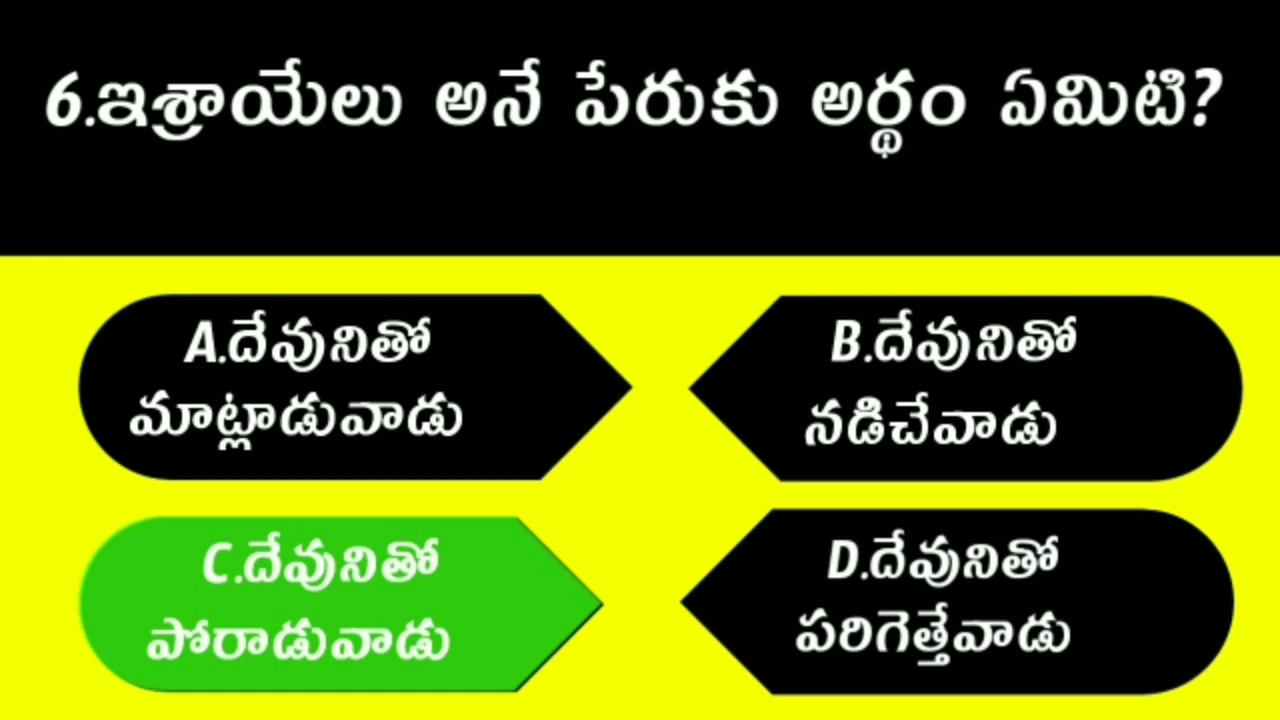 6.ఇశ్రాయేలు అనే పేరుకు అర్థం ఏమిటి?
A.దేవునితో
మాట్లాడువాడు
B.దేవునితో
నడిచేవాడు
C.దేవునితో
పోరాడువాడు
D.దేవునితో
పరిగెత్తేవాడు